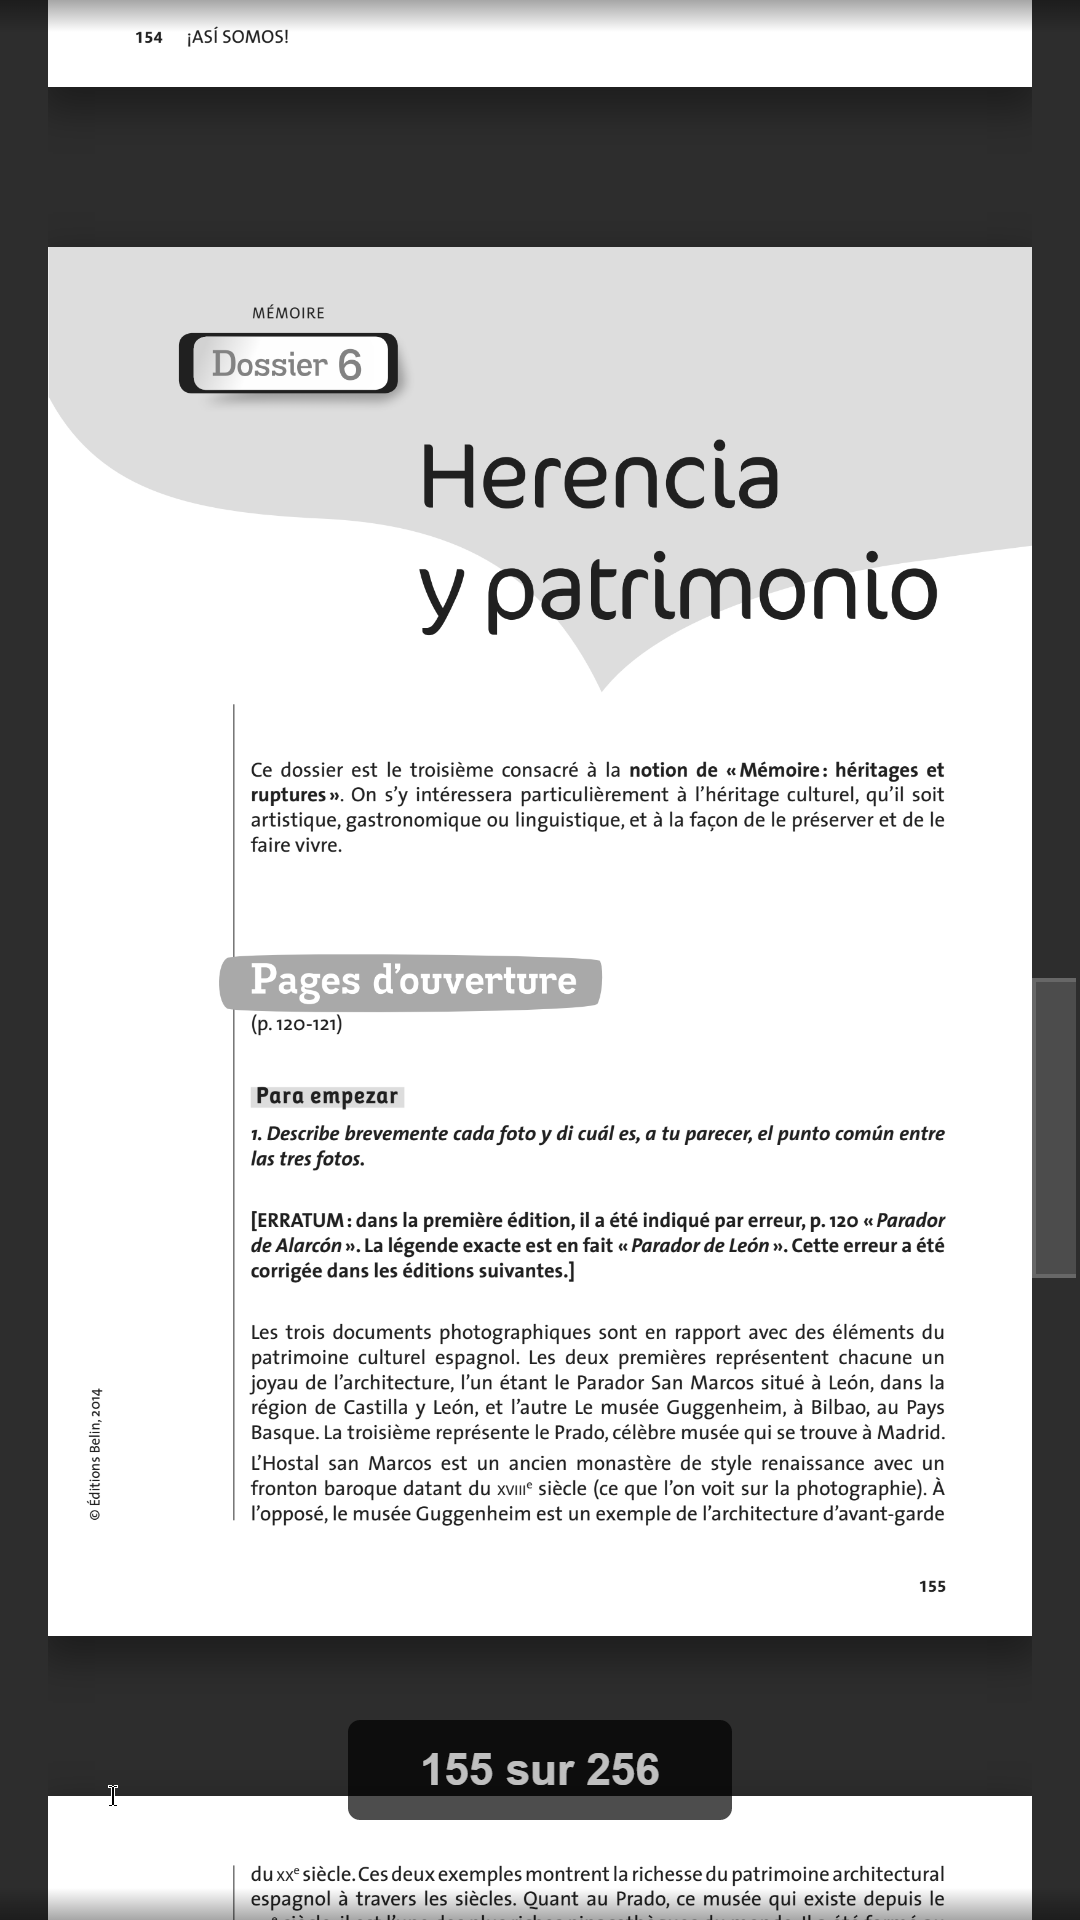 154 ¡ASÍ SOMOS!
MÉMOIRE
Dossier 6
Herencia
y patrimonio
Ce dossier est le troisième consacré à la notion de « Mémoire : héritages et
ruptures ». On s’y intéressera particulièrement à l’héritage culturel, qu’il soit
artistique, gastronomique ou linguistique, et à la façon de le préserver et de le
faire vivre.
Pages d’ouverture
(p. 120-121)
Para empezar
1. Describe brevemente cada foto y di cuál es, a tu parecer, el punto común entre
las tres fotos.
[ERRATUM : dans la première édition, il a été indiqué par erreur, p. 120 « Parador
de Alarcón ». La légende exacte est en fait « Parador de León ». Cette erreur a été
corrigée dans les éditions suivantes.]
Les trois documents photographiques sont en rapport avec des éléments du
patrimoine culturel espagnol. Les deux premières représentent chacune un
joyau de l’architecture, l’un étant le Parador San Marcos situé à León, dans la
région de Castilla y León, et l’autre Le musée Guggenheim, à Bilbao, au Pays
Basque. La troisième représente le Prado, célèbre musée qui se trouve à Madrid.
L’Hostal san Marcos est un ancien monastère de style renaissance avec un
fronton baroque datant du XVIIIe siècle (ce que l’on voit sur la photographie). À
l’opposé, le musée Guggenheim est un exemple de l’architecture d’avant-garde
© Éditions Belin, 2014
155
155 sur 256
du XXe siècle. Ces deux exemples montrent la richesse du patrimoine architectural
espagnol à travers les siècles. Quant au Prado, ce musée qui existe depuis le